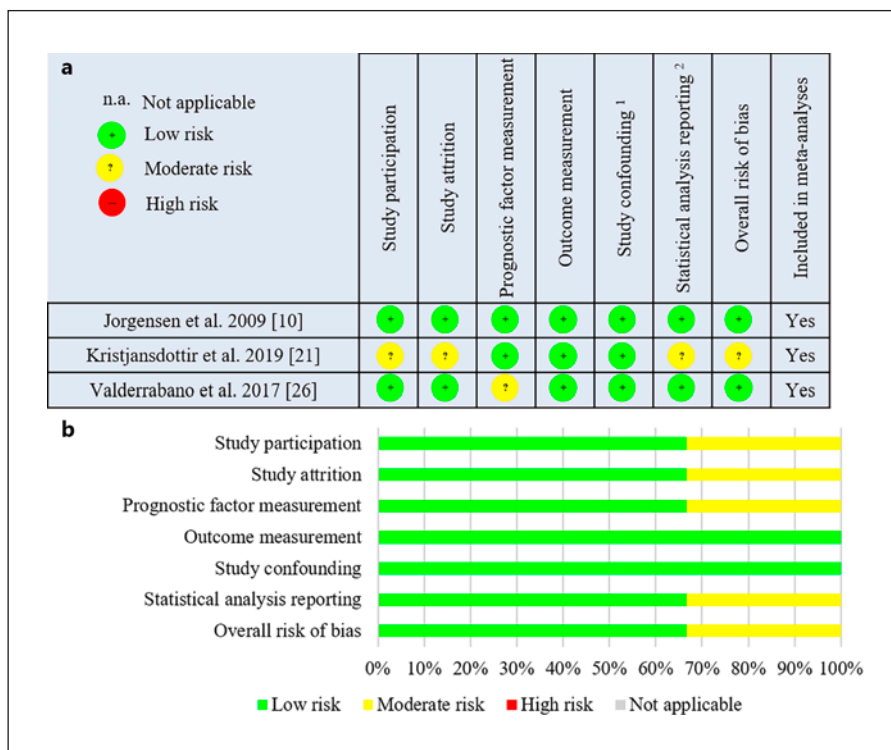 a
n.a. Not applicable
+ Low risk
? Moderate risk
− High risk
Study participation
Study attrition
Prognostic factor measurement
Outcome measurement
Study confounding 1
Statistical analysis reporting 2
Overall risk of bias
Included in meta-analyses
Jorgensen et al. 2009 [10] + + + + + + + Yes
Kristjansdottir et al. 2019 [21] ? ? + + + ? ? Yes
Valderrabano et al. 2017 [26] + + ? + + + + Yes
b
Study participation
Study attrition
Prognostic factor measurement
Outcome measurement
Study confounding
Statistical analysis reporting
Overall risk of bias
0% 10% 20% 30% 40% 50% 60% 70% 80% 90% 100%
Low risk Moderate risk High risk Not applicable